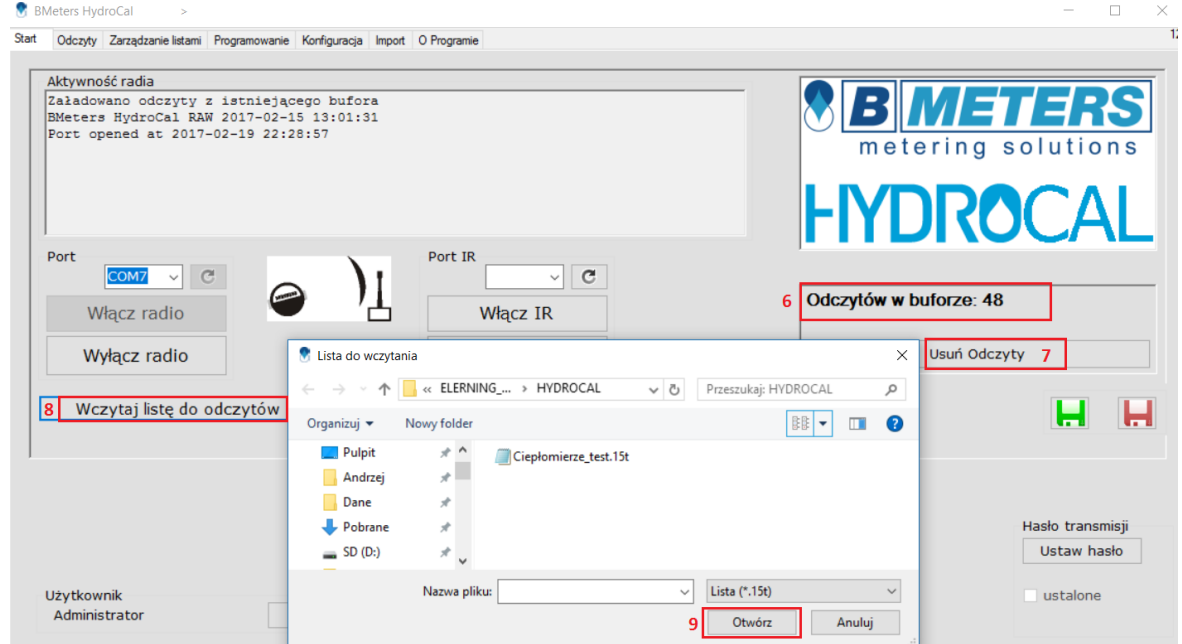 BMeters HydroCal >
Start Odczyty Zarządzanie listami Programowanie Konfiguracja Import O Programie
12
Aktywność radia
Załadowano odczyty z istniejącego bufora
BMeters HydroCal RAW 2017-02-15 13:01:31
Port opened at 2017-02-19 22:28:57
B METERS
metering solutions
HYDROCAL
Port
COM7
Włącz radio
Wyłącz radio
Port IR
Włącz IR
6 Odczytów w buforze: 48
Usuń Odczyty 7
8 Wczytaj listę do odczytów
Lista do wczytania
« ELERNING_... > HYDROCAL
Przeszukaj: HYDROCAL
Organizuj Nowy folder
Pulpit
Andrzej
Dane
Pobrane
SD (D:)
Ciepłomierze_test.15t
Nazwa pliku:
Lista (*.15t)
9 Otwórz Anuluj
Hasło transmisji
Ustaw hasło
ustalone
Użytkownik
Administrator